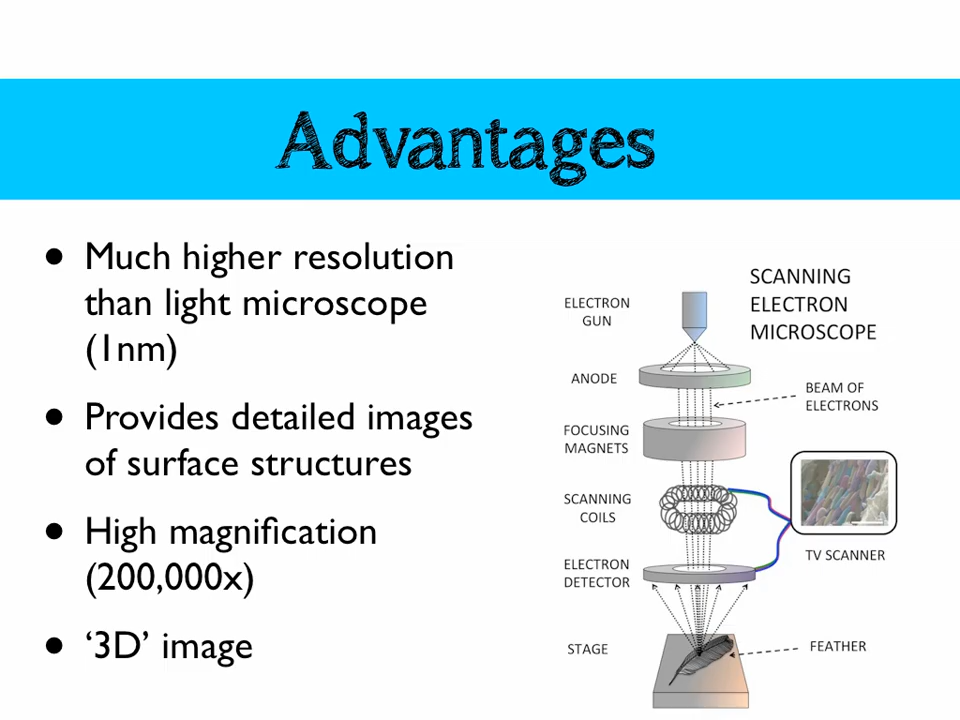 Advantages
• Much higher resolution
than light microscope
(1nm)
• Provides detailed images
of surface structures
• High magnification
(200,000x)
• ‘3D’ image
SCANNING
ELECTRON
MICROSCOPE
ELECTRON
GUN
ANODE
BEAM OF
ELECTRONS
FOCUSING
MAGNETS
SCANNING
COILS
TV SCANNER
ELECTRON
DETECTOR
STAGE
FEATHER